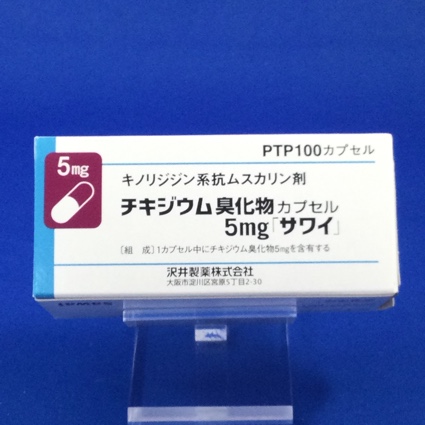 PTP100カプセル
5mg
キノリジジン系抗ムスカリン剤
チキジウム臭化物カプセル
5mg「サワイ」
〔組 成〕1カプセル中にチキジウム臭化物5mgを含有する
沢井製薬株式会社
大阪市淀川区宮原5丁目2-30